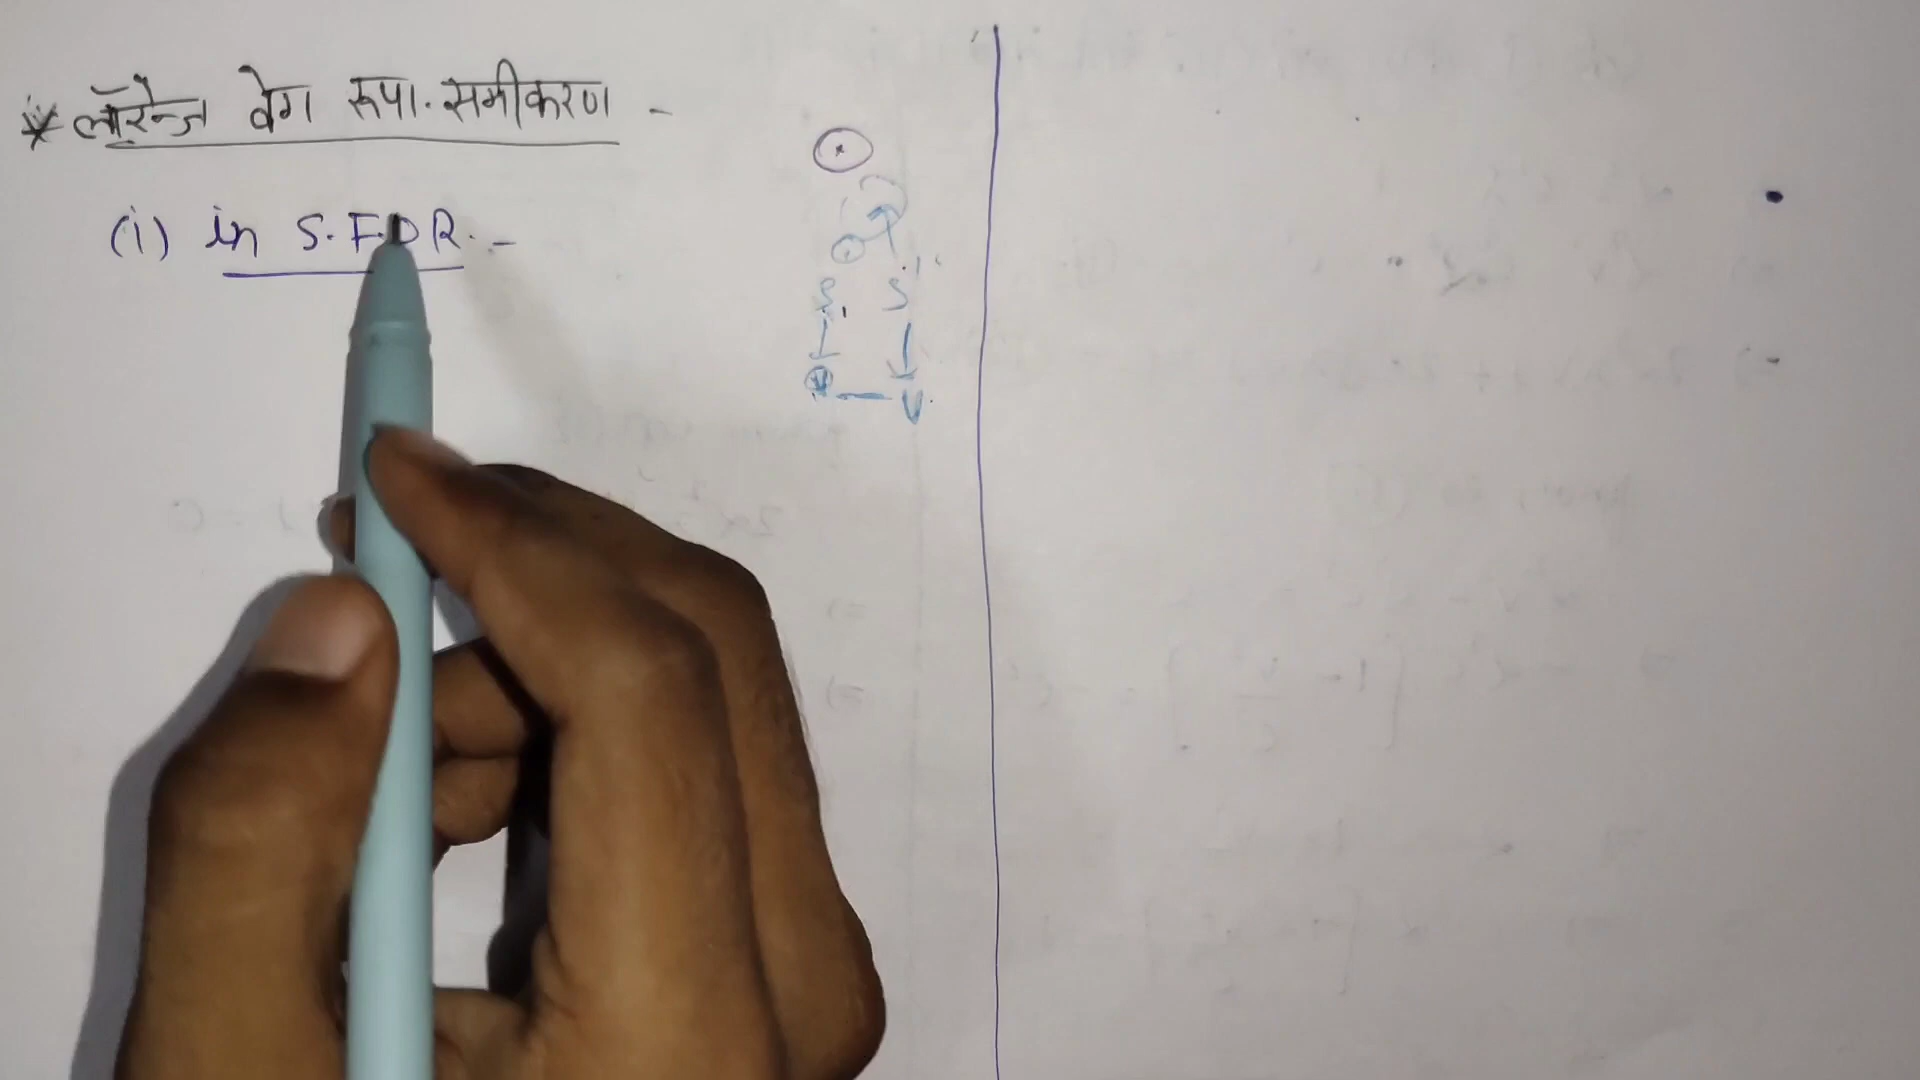 * लॉरेन्ज वेग रूपा. समीकरण -
(i) in S.F.O.R. -
S S